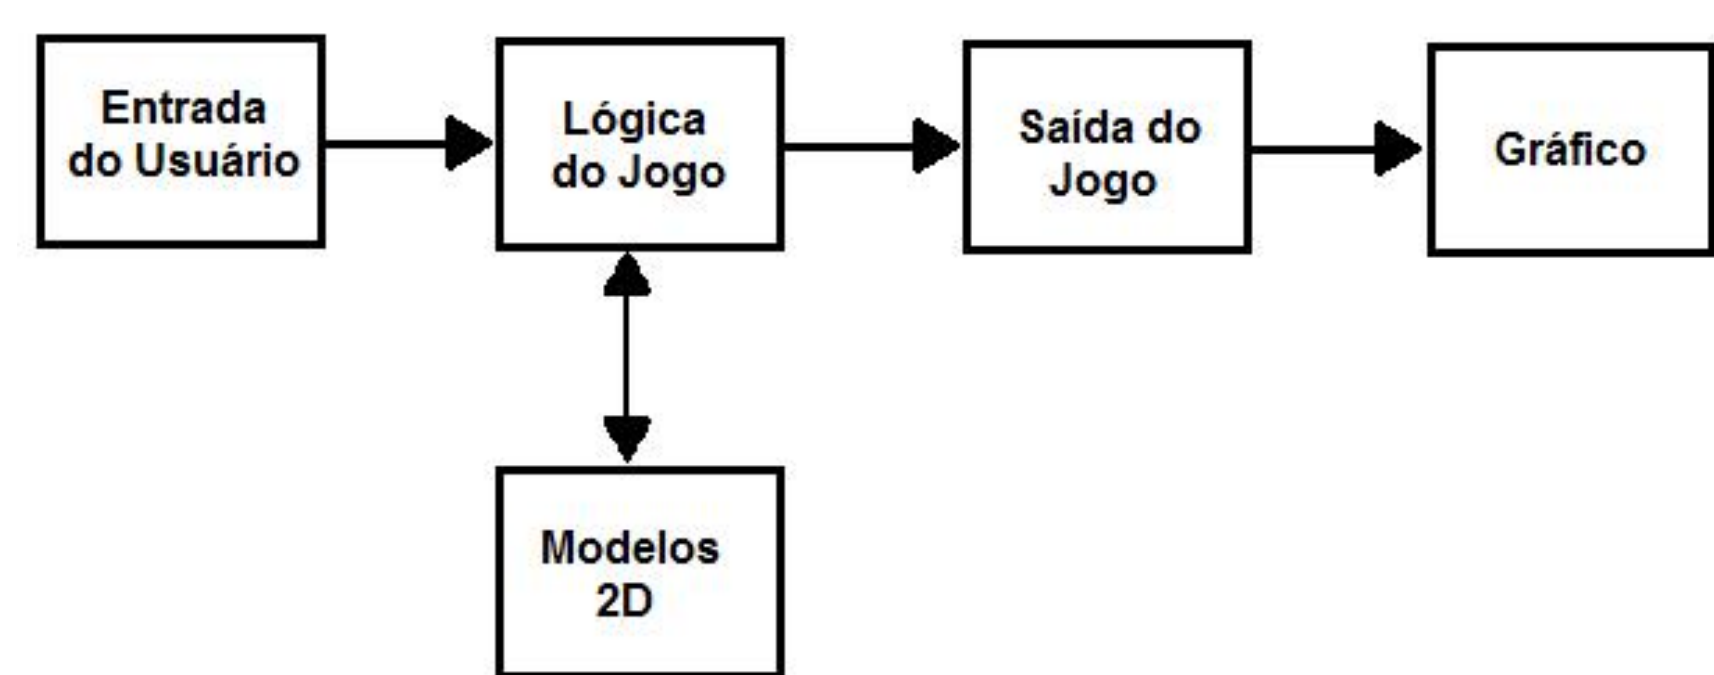 Entrada
do Usuário
Lógica
do Jogo
Saída do
Jogo
Gráfico
Modelos
2D